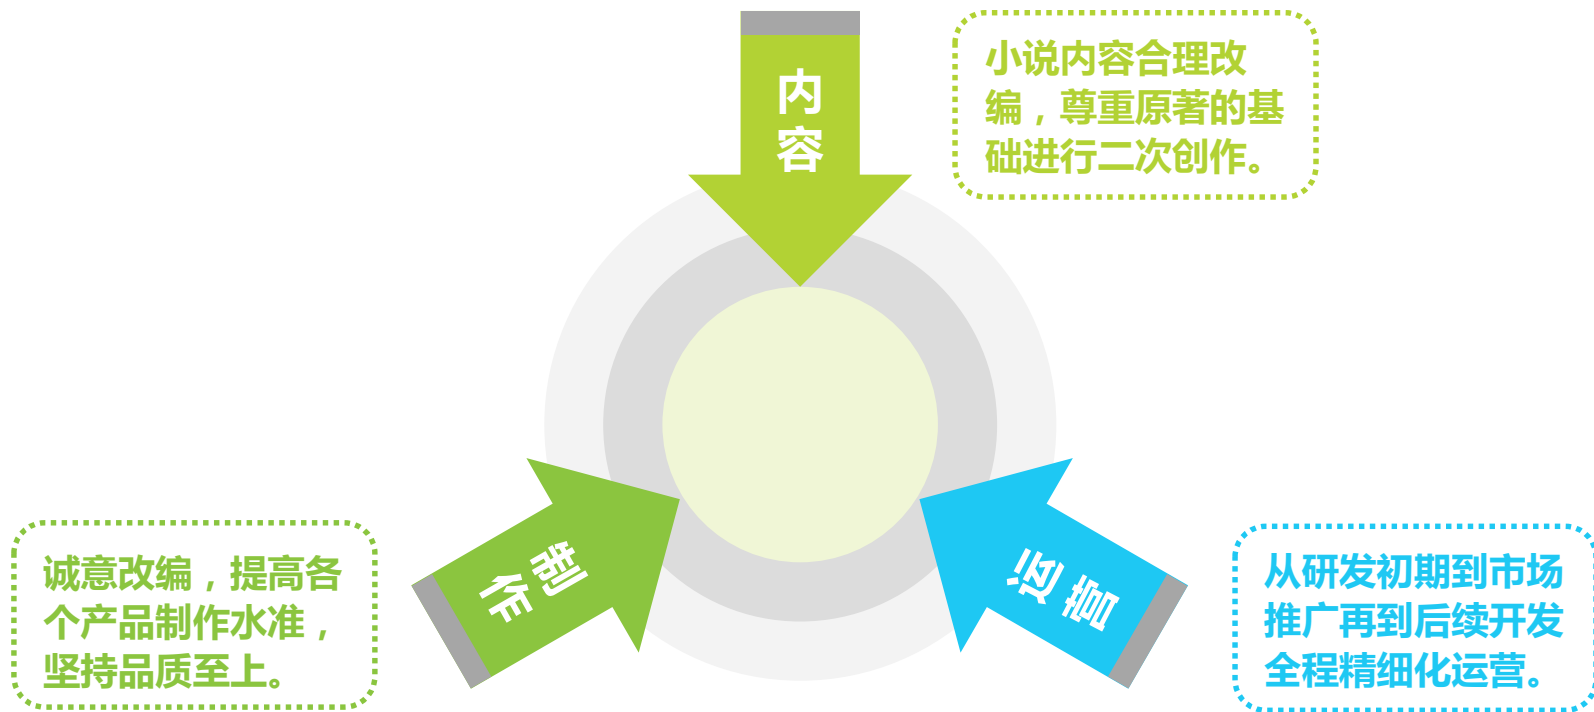 内
容
小说内容合理改
编，尊重原著的基
础进行二次创作。
制
作
诚意改编，提高各
个产品制作水准，
坚持品质至上。
运
营
从研发初期到市场
推广再到后续开发
全程精细化运营。